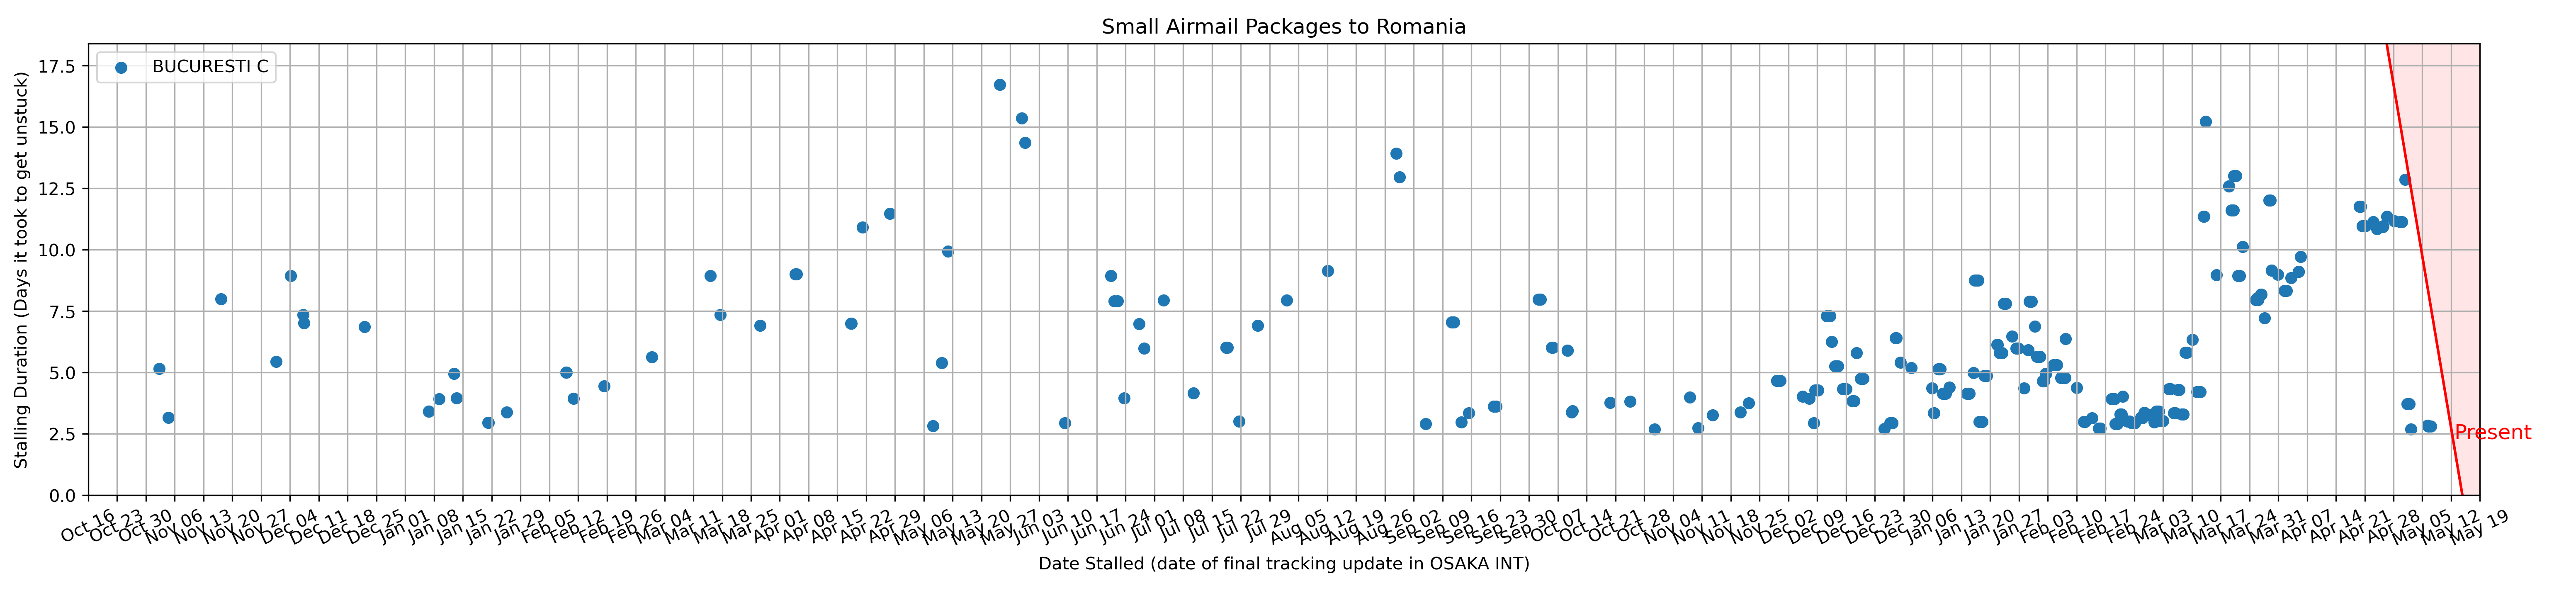 Small Airmail Packages to Romania
BUCURESTI C
Stalling Duration (Days it took to get unstuck)
17.5
15.0
12.5
10.0
7.5
5.0
2.5
0.0
Present
Oct 16 Oct 23 Oct 30 Nov 06 Nov 13 Nov 20 Nov 27 Dec 04 Dec 11 Dec 18 Dec 25 Jan 01 Jan 08 Jan 15 Jan 22 Jan 29 Feb 05 Feb 12 Feb 19 Feb 26 Mar 04 Mar 11 Mar 18 Mar 25 Apr 01 Apr 08 Apr 15 Apr 22 Apr 29 May 06 May 13 May 20 May 27 Jun 03 Jun 10 Jun 17 Jun 24 Jul 01 Jul 08 Jul 15 Jul 22 Jul 29 Aug 05 Aug 12 Aug 19 Aug 26 Sep 02 Sep 09 Sep 16 Sep 23 Sep 30 Oct 07 Oct 14 Oct 21 Oct 28 Nov 04 Nov 11 Nov 18 Nov 25 Dec 02 Dec 09 Dec 16 Dec 23 Dec 30 Jan 06 Jan 13 Jan 20 Jan 27 Feb 03 Feb 10 Feb 17 Feb 24 Mar 03 Mar 10 Mar 17 Mar 24 Mar 31 Apr 07 Apr 14 Apr 21 Apr 28 May 05 May 12 May 19
Date Stalled (date of final tracking update in OSAKA INT)